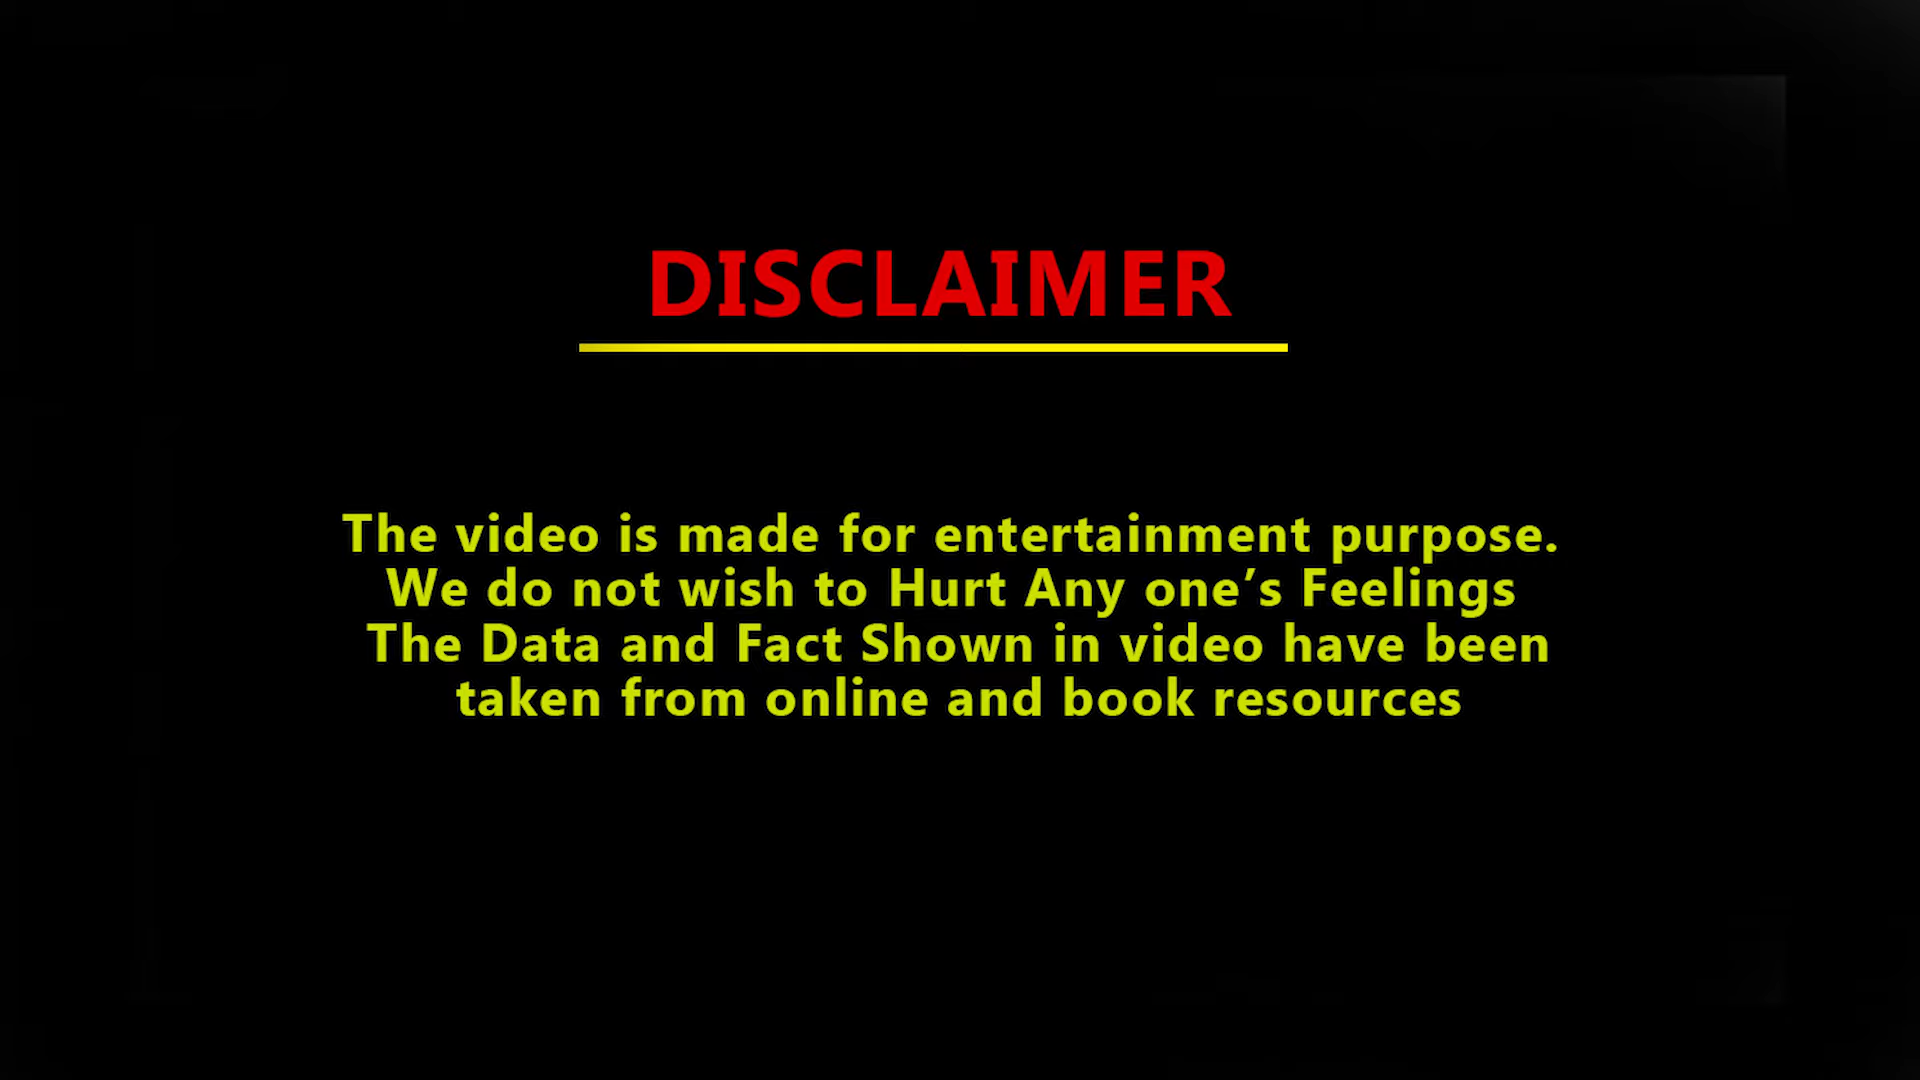 DISCLAIMER
The video is made for entertainment purpose.
We do not wish to Hurt Any one’s Feelings
The Data and Fact Shown in video have been
taken from online and book resources